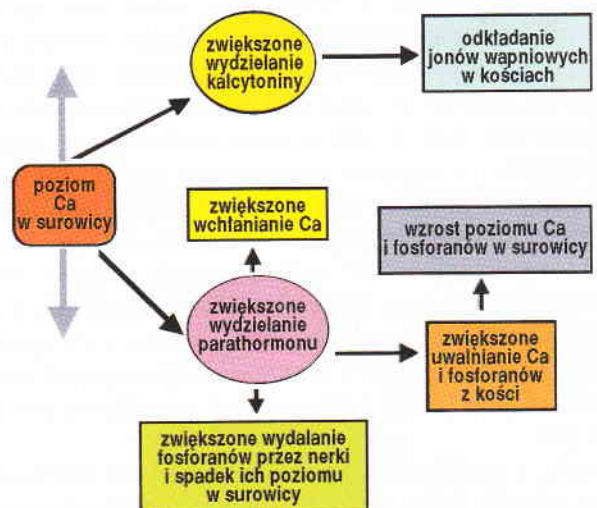 zwiększone
wydzielanie
kalcytoniny
odkładanie
jonów wapniowych
w kościach
poziom
Ca
w surowicy
zwiększone
wchłanianie Ca
wzrost poziomu Ca
i fosforanów w surowicy
zwiększone
wydzielanie
parathormonu
zwiększone
uwalnianie Ca
i fosforanów
z kości
zwiększone wydalanie
fosforanów przez nerki
i spadek ich poziomu
w surowicy